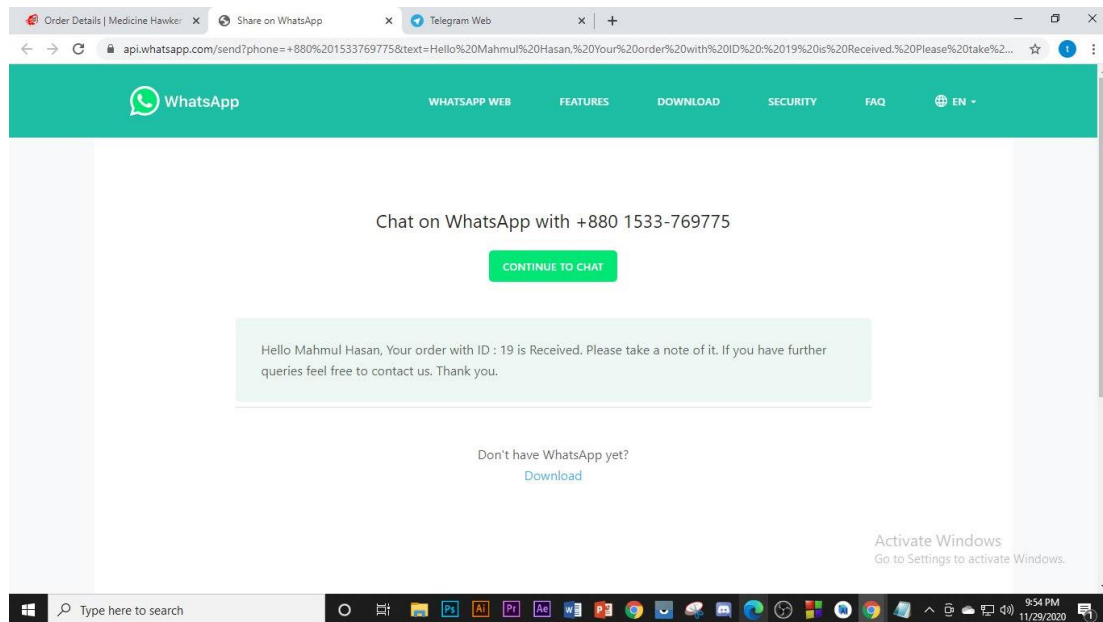 Order Details | Medicine Hawker
Share on WhatsApp
Telegram Web
api.whatsapp.com/send?phone=+880%201533769775&text=Hello%20Mahmul%20Hasan,%20Your%20order%20with%20ID%20:%2019%20is%20Received.%20Please%20take%2...
t
WhatsApp
WHATSAPP WEB FEATURES DOWNLOAD SECURITY FAQ EN
Chat on WhatsApp with +880 1533-769775
CONTINUE TO CHAT
Hello Mahmul Hasan, Your order with ID : 19 is Received. Please take a note of it. If you have further
queries feel free to contact us. Thank you.
Don't have WhatsApp yet?
Download
Activate Windows
Go to Settings to activate Windows.
Type here to search
Ps Ai Pr Ae
9:54 PM
11/29/2020
1